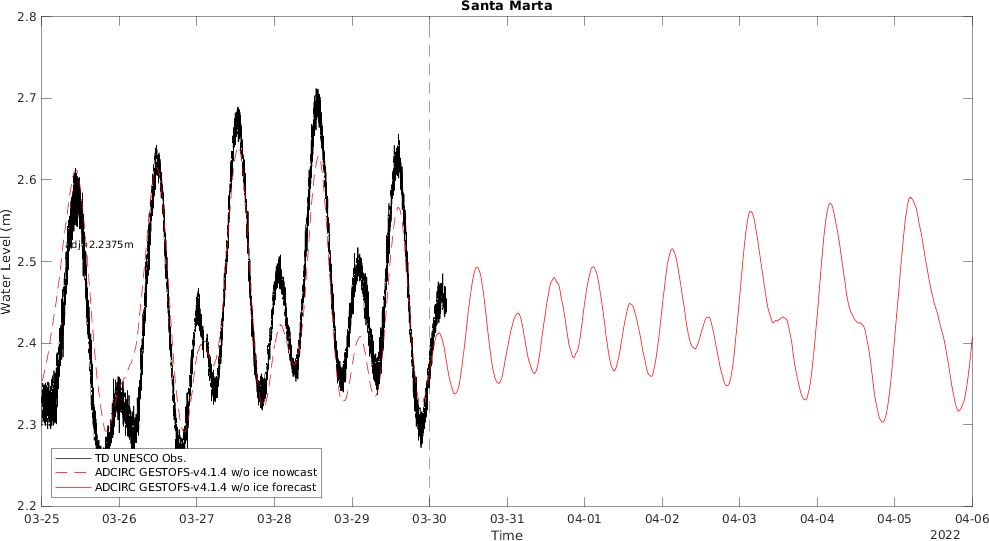 Santa Marta
2.8
2.7
2.6
2.5
2.4
2.3
2.2
Water Level (m)
2.2375m
TD UNESCO Obs.
ADCIRC GESTOFS-v4.1.4 w/o ice nowcast
ADCIRC GESTOFS-v4.1.4 w/o ice forecast
03-25 03-26 03-27 03-28 03-29 03-30 03-31 04-01 04-02 04-03 04-04 04-05 04-06
Time
2022